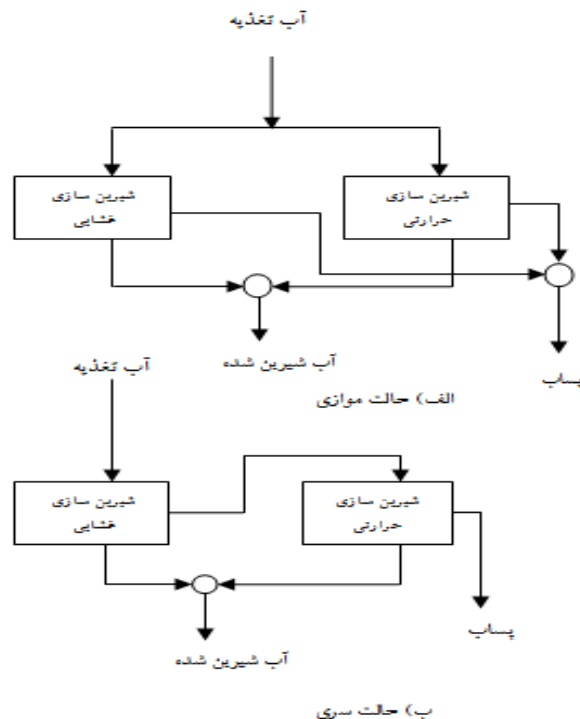 آب تغذیه
شیرین سازی
غشایی
شیرین سازی
حرارتی
آب شیرین شده
پساب
الف) حالت موازی
آب تغذیه
شیرین سازی
غشایی
شیرین سازی
حرارتی
آب شیرین شده
پساب
ب) حالت سری